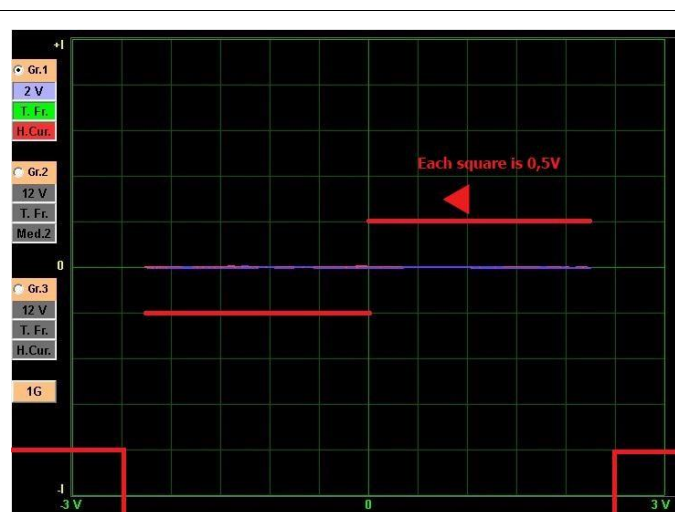 +I
Gr.1
2 V
T. Fr.
H.Cur.
Each square is 0,5V
Gr.2
12 V
T. Fr.
Med.2
0
Gr.3
12 V
T. Fr.
H.Cur.
1G
-I
-3 V
0
3 V